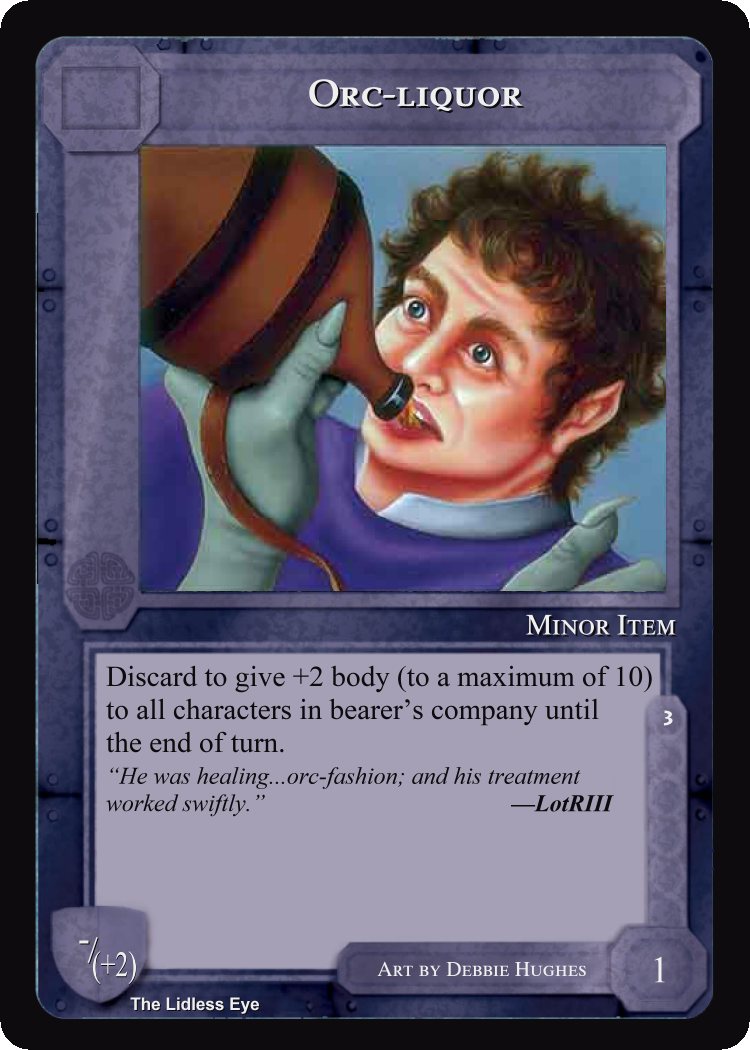 Orc-liquor
Minor Item
Discard to give +2 body (to a maximum of 10)
to all characters in bearer’s company until
the end of turn.
“He was healing...orc-fashion; and his treatment
worked swiftly.” —LotRIII
3
-/(+2)
Art by Debbie Hughes
1
The Lidless Eye